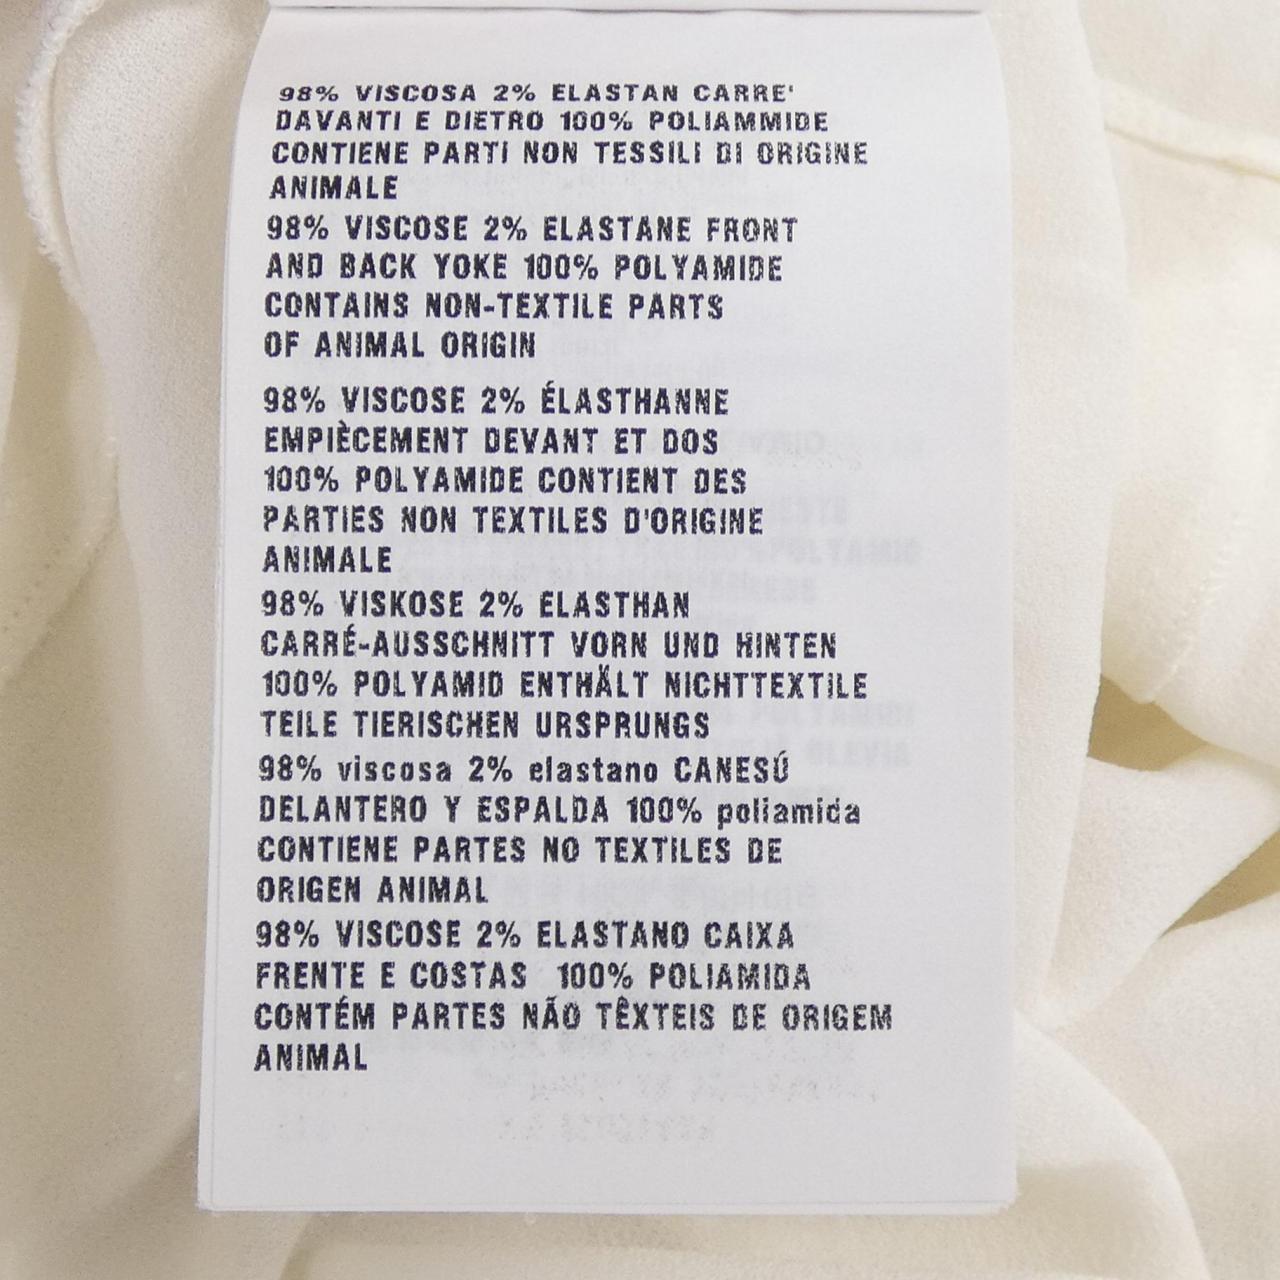 98% VISCOSA 2% ELASTAN CARRE'
DAVANTI E DIETRO 100% POLIAMMIDE
CONTIENE PARTI NON TESSILI DI ORIGINE
ANIMALE
98% VISCOSE 2% ELASTANE FRONT
AND BACK YOKE 100% POLYAMIDE
CONTAINS NON-TEXTILE PARTS
OF ANIMAL ORIGIN
98% VISCOSE 2% ÉLASTHANNE
EMPIÈCEMENT DEVANT ET DOS
100% POLYAMIDE CONTIENT DES
PARTIES NON TEXTILES D'ORIGINE
ANIMALE
98% VISKOSE 2% ELASTHAN
CARRÉ-AUSSCHNITT VORN UND HINTEN
100% POLYAMID ENTHÄLT NICHTTEXTILE
TEILE TIERISCHEN URSPRUNGS
98% viscosa 2% elastano CANESÚ
DELANTERO Y ESPALDA 100% poliamida
CONTIENE PARTES NO TEXTILES DE
ORIGEN ANIMAL
98% VISCOSE 2% ELASTANO CAIXA
FRENTE E COSTAS 100% POLIAMIDA
CONTÉM PARTES NÃO TÊXTEIS DE ORIGEM
ANIMAL